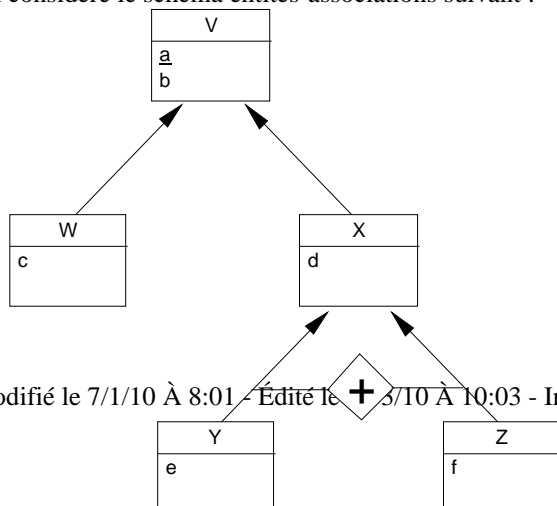 considère le schéma entités-associations suivant :
V
a
b
W
c
X
d
+
odifié le 7/1/10 À 8:01 - Édité le 3/10 À 10:03 - In
Y
e
Z
f